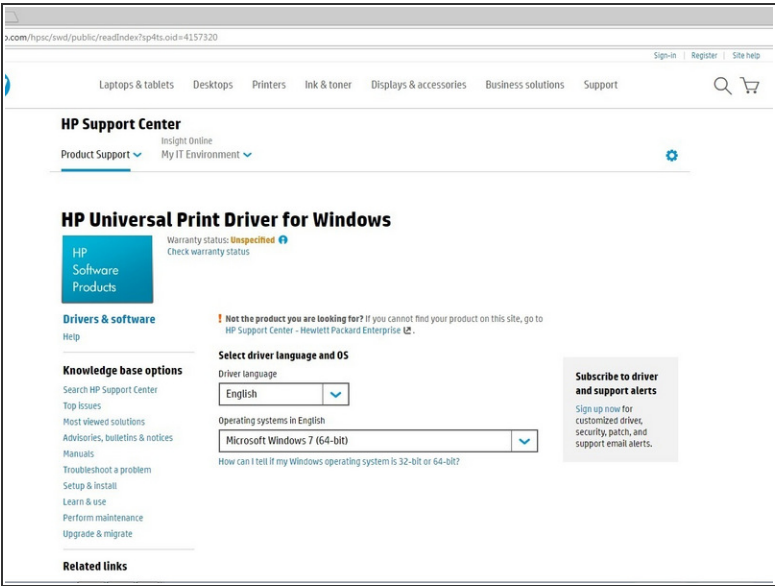 p.com/hpsc/swd/public/readIndex?sp4ts.oid=4157320
Sign-in | Register | Site help
Laptops & tablets Desktops Printers Ink & toner Displays & accessories Business solutions Support
HP Support Center
Insight Online
Product Support My IT Environment
HP Universal Print Driver for Windows
Warranty status: Unspecified
Check warranty status
HP
Software
Products
Drivers & software
Help
Knowledge base options
Search HP Support Center
Top issues
Most viewed solutions
Advisories, bulletins & notices
Manuals
Troubleshoot a problem
Setup & install
Learn & use
Perform maintenance
Upgrade & migrate
Related links
! Not the product you are looking for? If you cannot find your product on this site, go to
HP Support Center - Hewlett Packard Enterprise .
Select driver language and OS
Driver language
English
Operating systems in English
Microsoft Windows 7 (64-bit)
How can I tell if my Windows operating system is 32-bit or 64-bit?
Subscribe to driver
and support alerts
Sign up now for
customized driver,
security, patch, and
support email alerts.